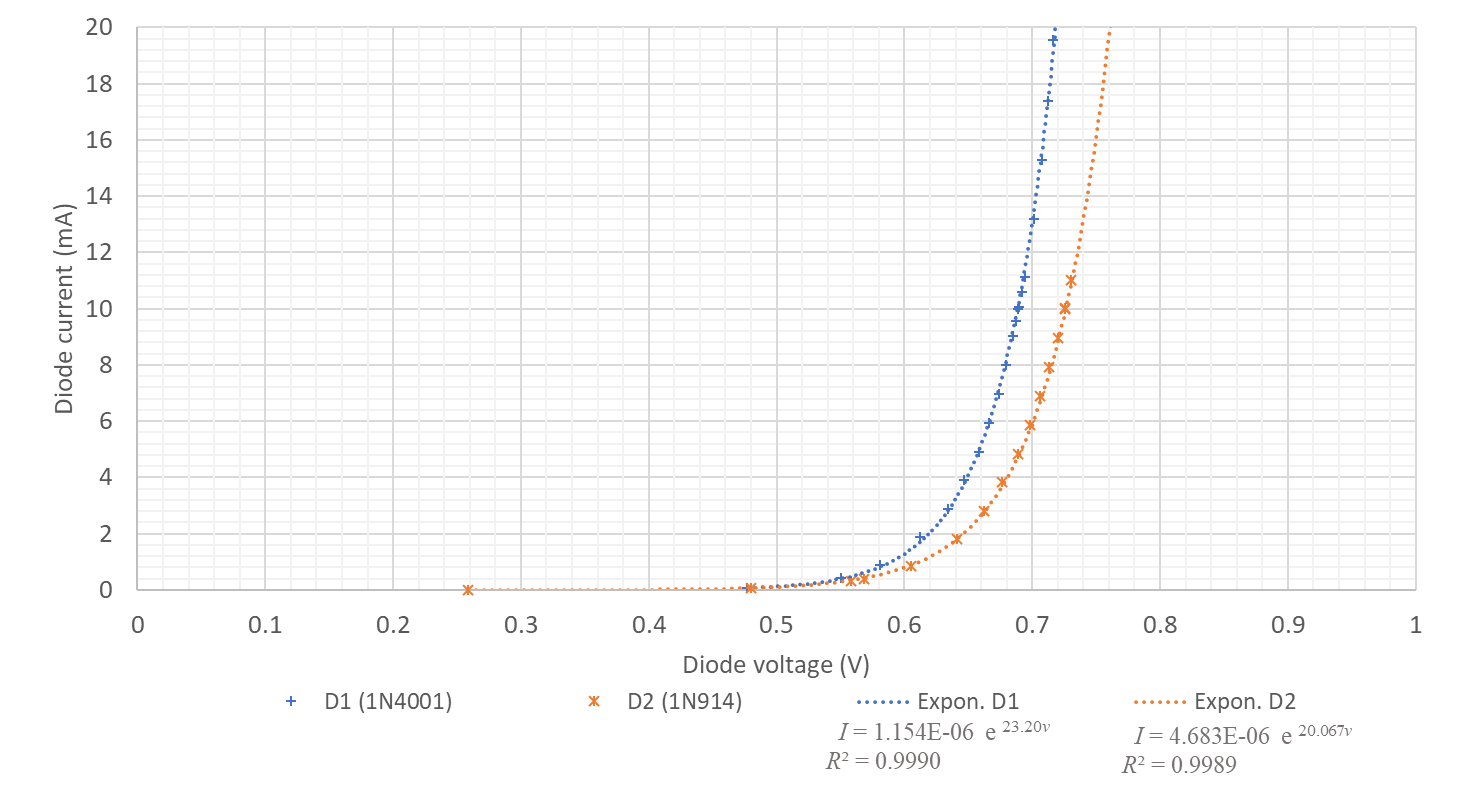 20
18
16
14
12
10
8
6
4
2
0
Diode current (mA)
0 0.1 0.2 0.3 0.4 0.5 0.6 0.7 0.8 0.9 1
Diode voltage (V)
D1 (1N4001) D2 (1N914) Expon. D1 Expon. D2
I = 1.154E-06 e 23.20v I = 4.683E-06 e 20.067v
R² = 0.9990 R² = 0.9989